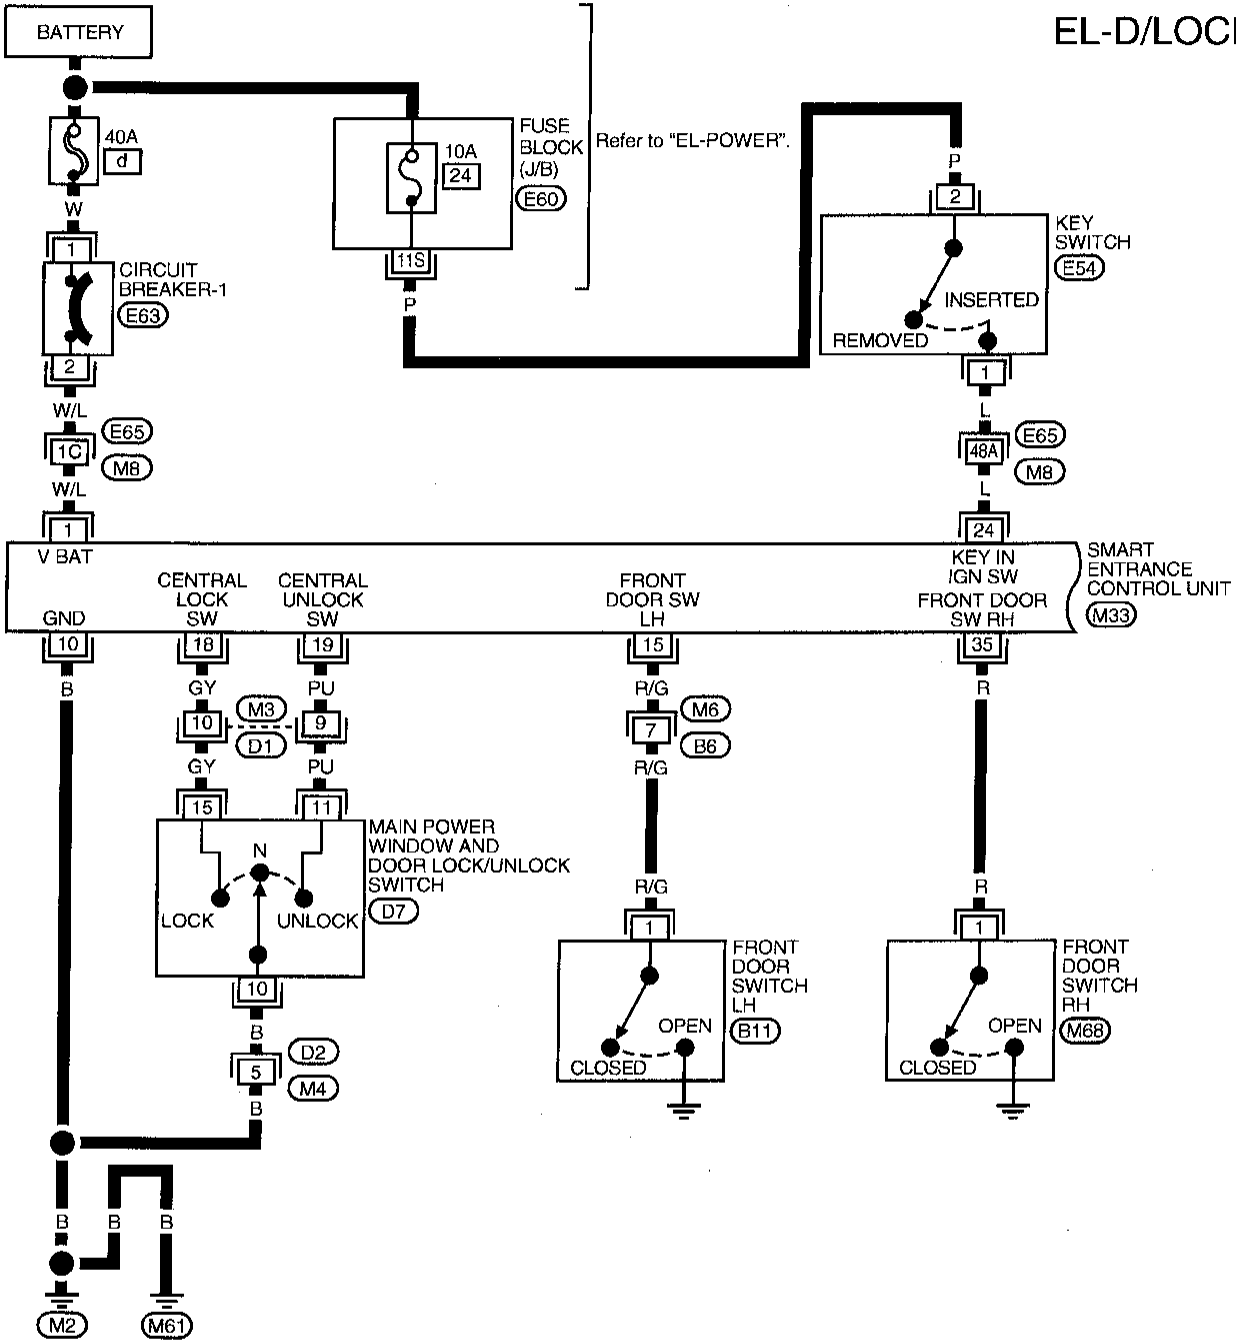 BATTERY
EL-D/LOC
40A
d
FUSE
BLOCK
(J/B)
E60
10A
24
Refer to “EL-POWER”.
W
P
1
2
11S
CIRCUIT
BREAKER-1
E63
KEY
SWITCH
E54
INSERTED
REMOVED
P
2
1
W/L
L
1C
E65
M8
48A
E65
M8
W/L
L
1
24
V BAT
KEY IN
IGN SW
SMART
ENTRANCE
CONTROL UNIT
M33
GND
CENTRAL
LOCK
SW
CENTRAL
UNLOCK
SW
FRONT
DOOR SW
LH
FRONT DOOR
SW RH
10
18
19
15
35
B
GY
PU
R/G
R
10
M3
D1
9
7
M6
B6
GY
PU
R/G
15
11
MAIN POWER
WINDOW AND
DOOR LOCK/UNLOCK
SWITCH
D7
N
LOCK
UNLOCK
R/G
R
10
1
1
FRONT
DOOR
SWITCH
LH
B11
FRONT
DOOR
SWITCH
RH
M68
OPEN
CLOSED
OPEN
CLOSED
B
5
D2
M4
B
B
B
B
M2
M61